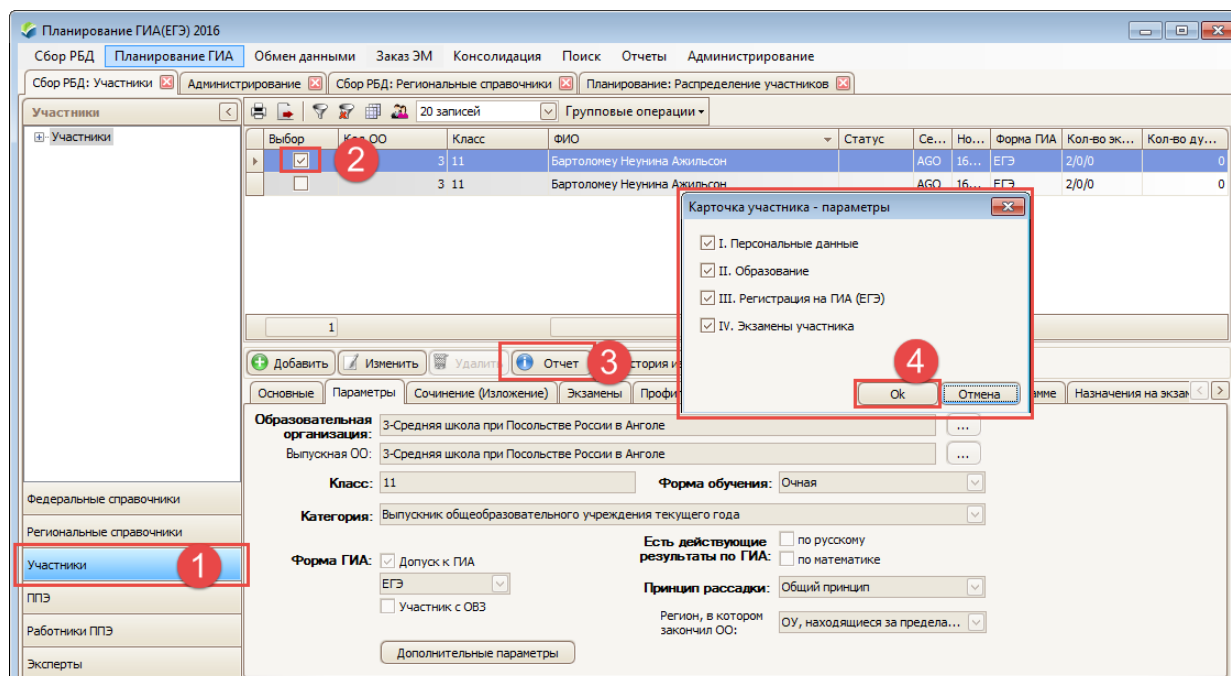 Планирование ГИА(ЕГЭ) 2016
Сбор РБД Планирование ГИА Обмен данными Заказ ЭМ Консолидация Поиск Отчеты Администрирование
Сбор РБД: Участники Администрирование Сбор РБД: Региональные справочники Планирование: Распределение участников
Участники
20 записей Групповые операции
Участники
Выбор Код ОО Класс ФИО Статус Се... Но... Форма ГИА Кол-во эк... Кол-во ду...
2
3 11 Бартоломеу Неунина Ажильсон AGO 16... ЕГЭ 2/0/0 0
3 11 Бартоломеу Неунина Ажильсон AGO 16... ЕГЭ 2/0/0 0
Карточка участника - параметры
I. Персональные данные
II. Образование
III. Регистрация на ГИА (ЕГЭ)
IV. Экзамены участника
4
Ok Отмена
1
Добавить Изменить Удалить Отчет 3
Основные Параметры Сочинение (Изложение) Экзамены Назначения на экзам
Образовательная организация: 3-Средняя школа при Посольстве России в Анголе ...
Выпускная ОО: 3-Средняя школа при Посольстве России в Анголе ...
Класс: 11 Форма обучения: Очная
Категория: Выпускник общеобразовательного учреждения текущего года
Форма ГИА: Допуск к ГИА
ЕГЭ
Участник с ОВЗ
Есть действующие результаты по ГИА: по русскому
по математике
Принцип рассадки: Общий принцип
Регион, в котором закончил ОО: ОУ, находящиеся за предела...
Дополнительные параметры
Федеральные справочники
Региональные справочники
Участники 1
ППЭ
Работники ППЭ
Эксперты